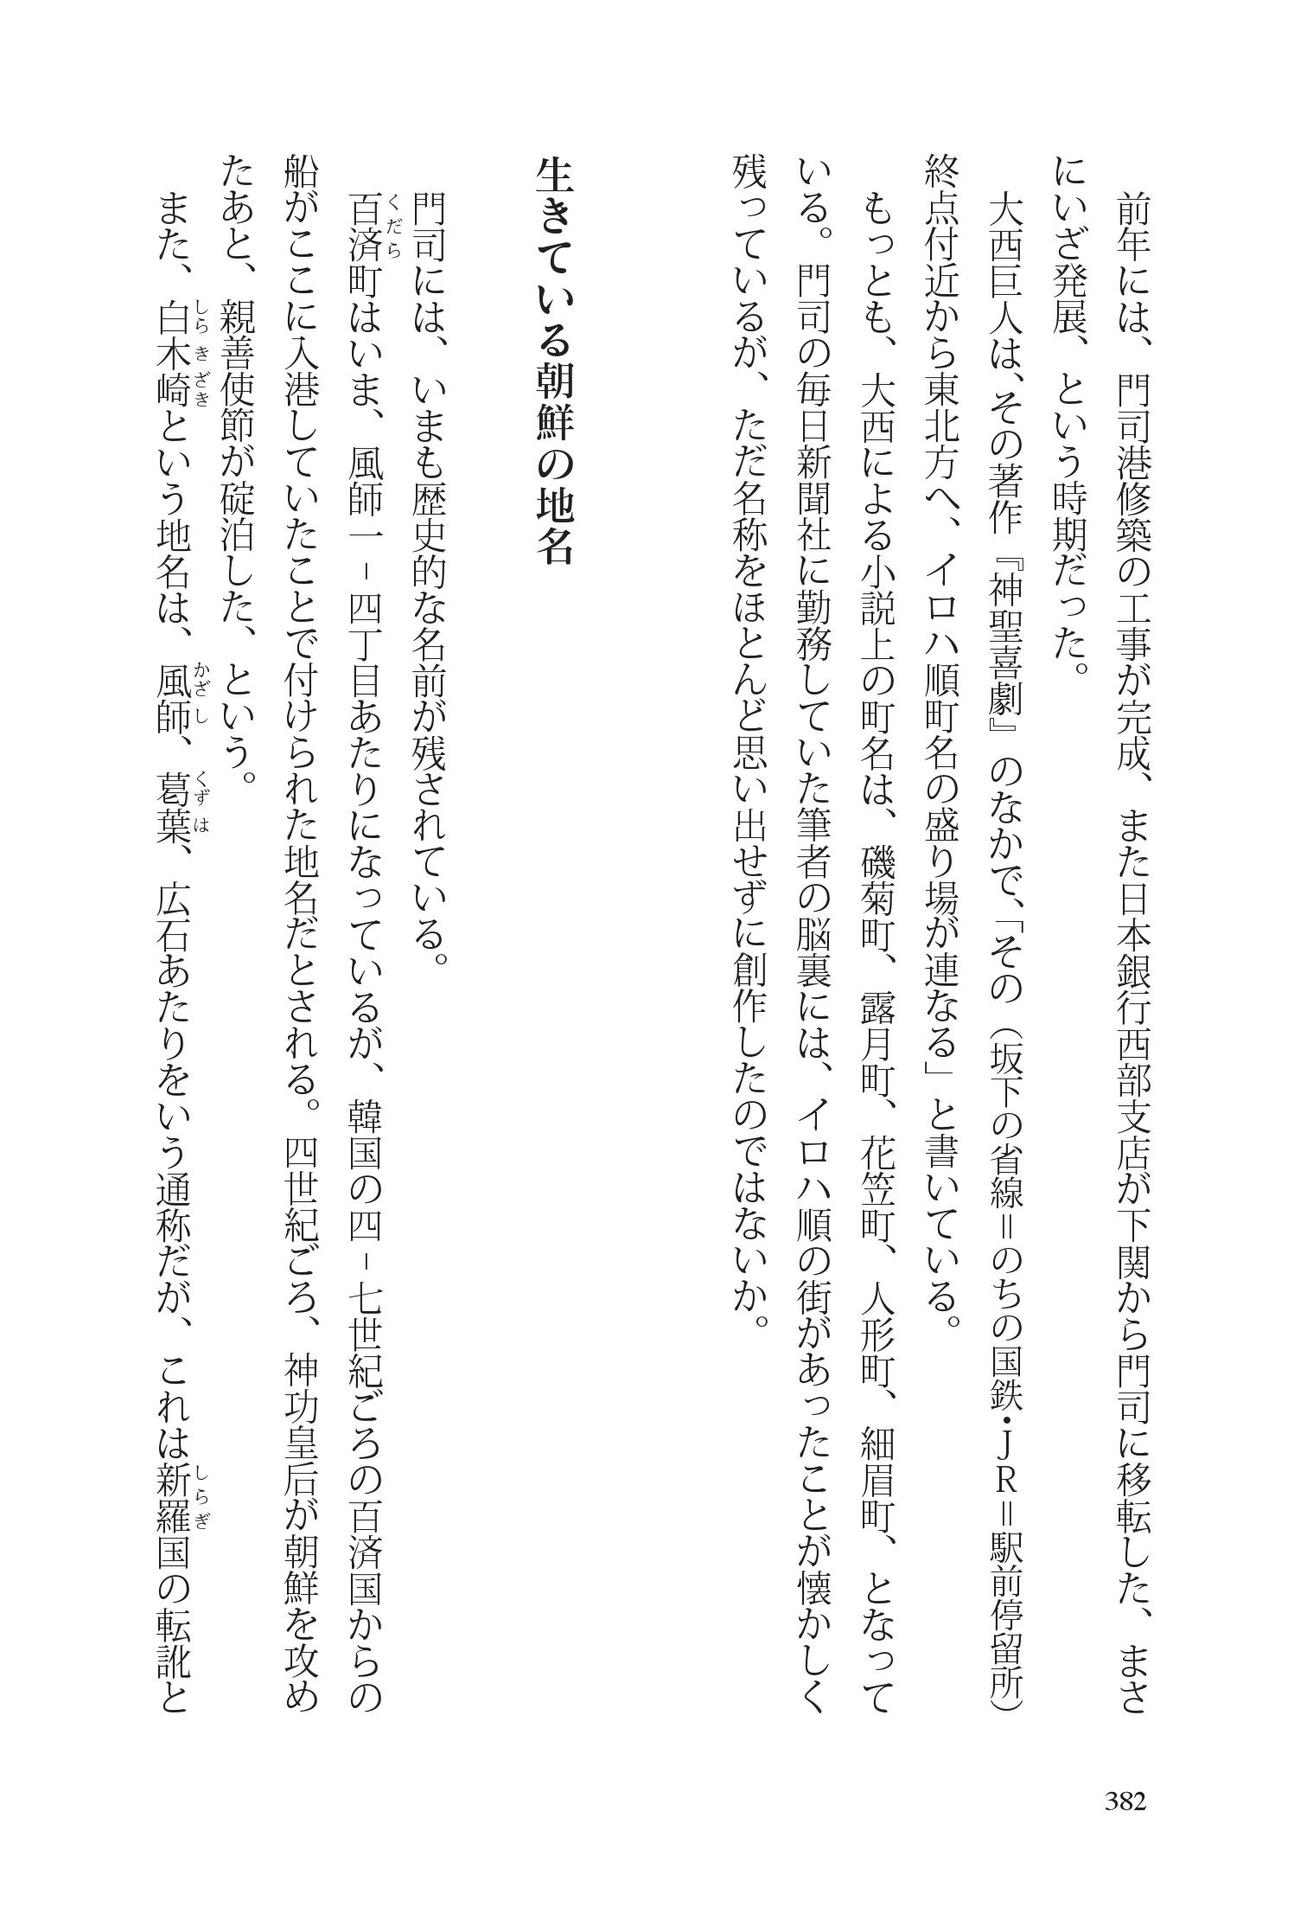 前年には、門司港修築の工事が完成、また日本銀行西部支店が下関から門司に移転した、まさ
にいざ発展、という時期だった。
大西巨人は、その著作『神聖喜劇』のなかで、「その（坂下の省線＝のちの国鉄・ＪＲ＝駅前停留所）
終点付近から東北方へ、イロハ順町名の盛り場が連なる」と書いている。
もっとも、大西による小説上の町名は、磯菊町、露月町、花笠町、人形町、細眉町、となって
いる。門司の毎日新聞社に勤務していた筆者の脳裏には、イロハ順の街があったことが懐かしく
残っているが、ただ名称をほとんど思い出せずに創作したのではないか。
生きている朝鮮の地名
門司には、いまも歴史的な名前が残されている。
百済町はいま、風師一－四丁目あたりになっているが、韓国の四－七世紀ごろの百済国からの
くだら
船がここに入港していたことで付けられた地名だとされる。四世紀ごろ、神功皇后が朝鮮を攻め
たあと、親善使節が碇泊した、という。
また、白木崎という地名は、風師、葛葉、広石あたりをいう通称だが、これは新羅国の転訛と
しらきざき かざし くずは しらぎ
382